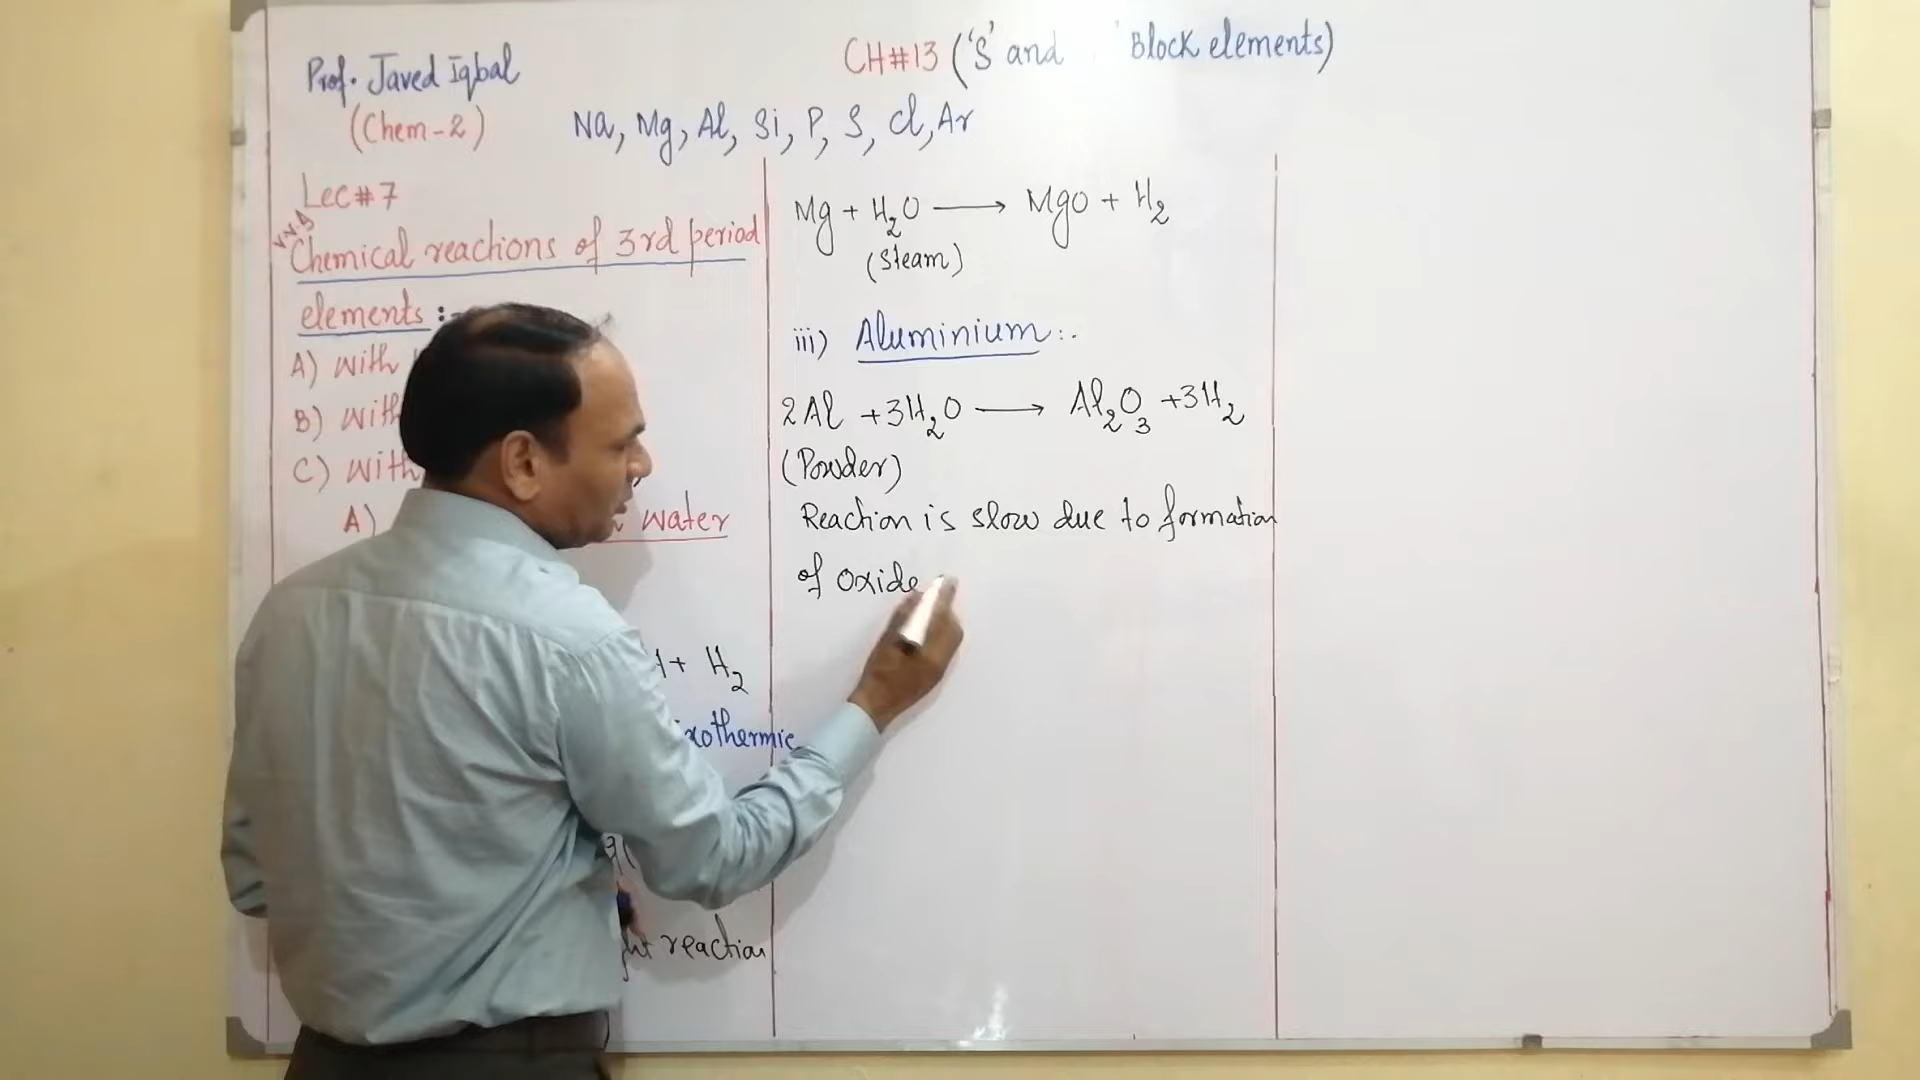 Prof. Javed Iqbal
(Chem-2)
CH#13 ('S' and ' Block elements)
Na, Mg, Al, Si, P, S, Cl, Ar
Lec#7
Chemical reactions of 3rd period
elements :-
A) With
B) With
C) With
A) water
+ H2
reaction
Mg + H2O ⟶ MgO + H2
(Steam)
iii) Aluminium :.
2Al +3H2O ⟶ Al2O3 +3H2
(Powder)
Reaction is slow due to formation
of oxide